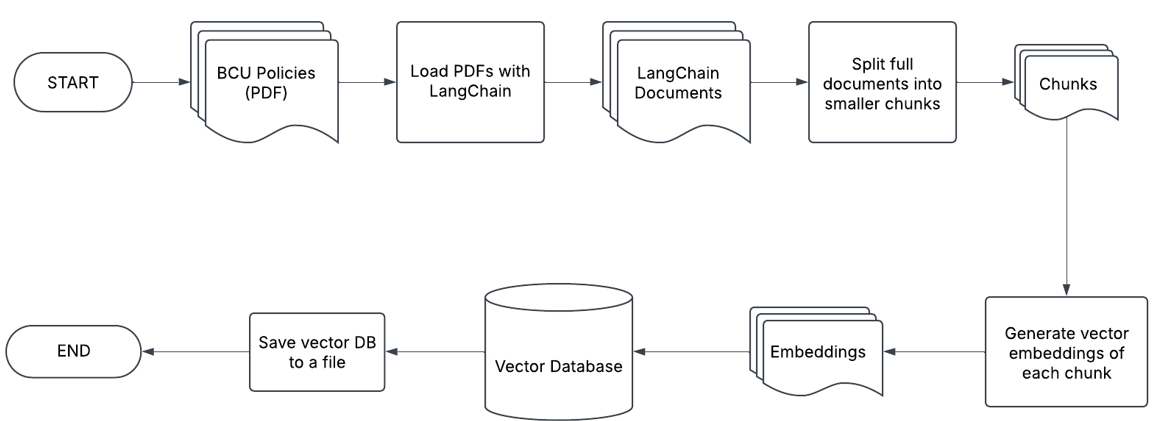 START
BCU Policies
(PDF)
Load PDFs with
LangChain
LangChain
Documents
Split full
documents into
smaller chunks
Chunks
Generate vector
embeddings of
each chunk
Embeddings
Vector Database
Save vector DB
to a file
END